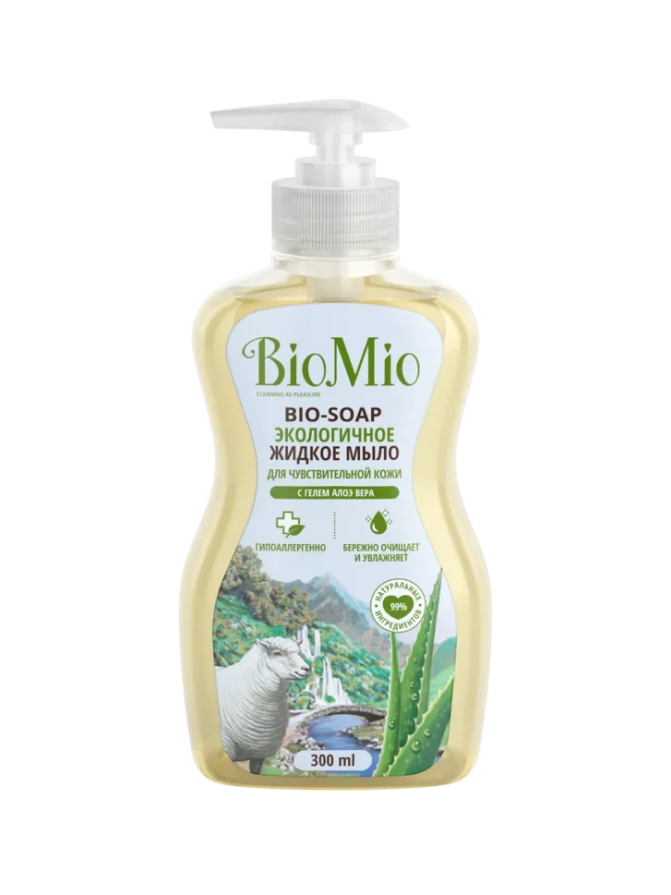 BioMio
CLEANING AS PLEASURE
BIO-SOAP
ЭКОЛОГИЧНОЕ
ЖИДКОЕ МЫЛО
ДЛЯ ЧУВСТВИТЕЛЬНОЙ КОЖИ
С ГЕЛЕМ АЛОЭ ВЕРА
ГИПОАЛЛЕРГЕННО
БЕРЕЖНО ОЧИЩАЕТ
И УВЛАЖНЯЕТ
НАТУРАЛЬНЫЕ
99%
ИНГРЕДИЕНТОВ
300 ml